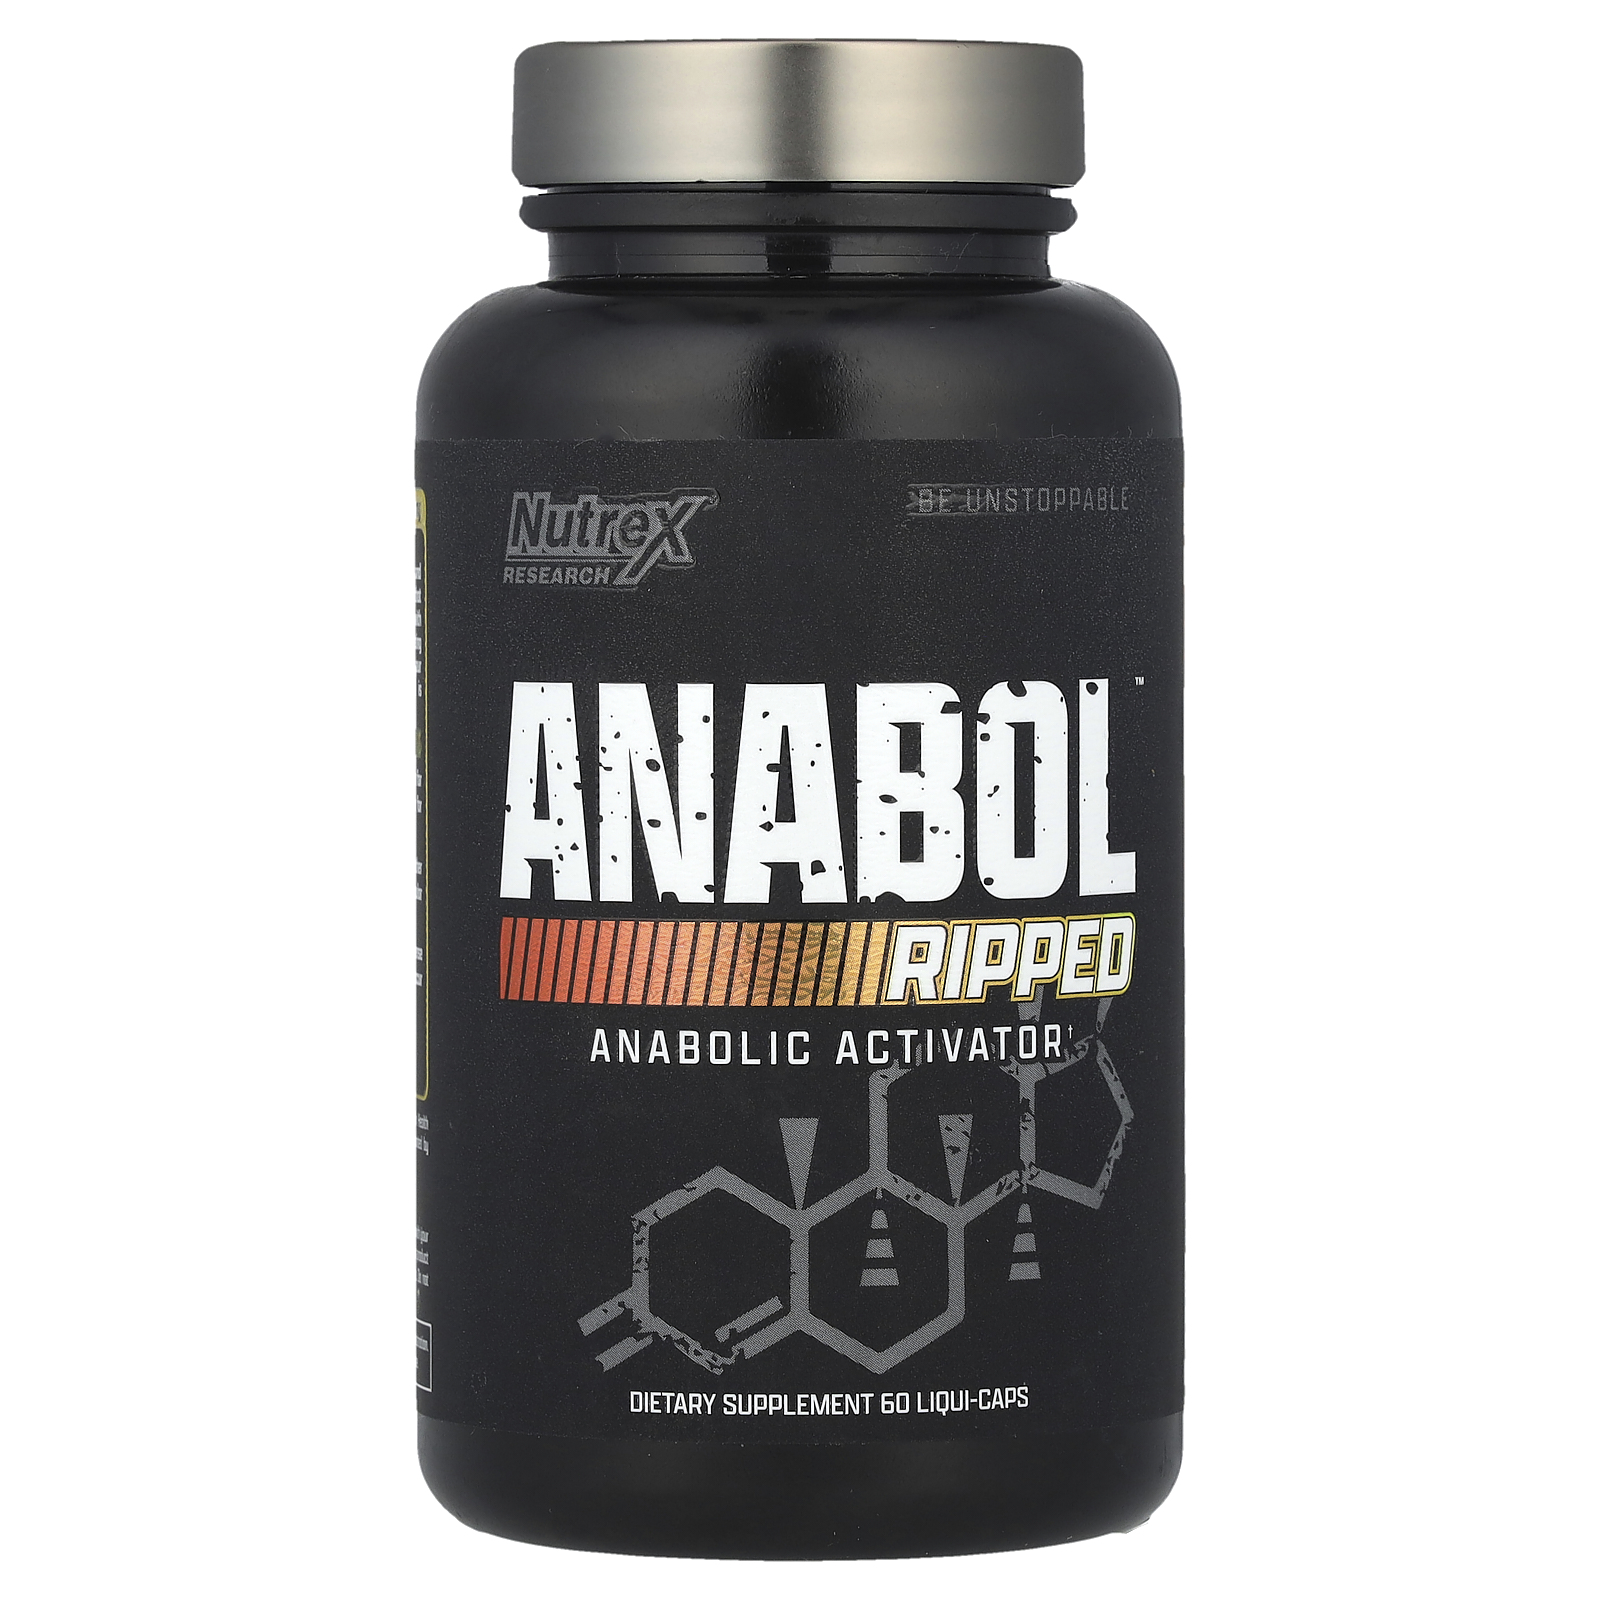 Nutrex
RESEARCH
BE UNSTOPPABLE
ANABOL™
RIPPED
ANABOLIC ACTIVATOR†
DIETARY SUPPLEMENT 60 LIQUI-CAPS